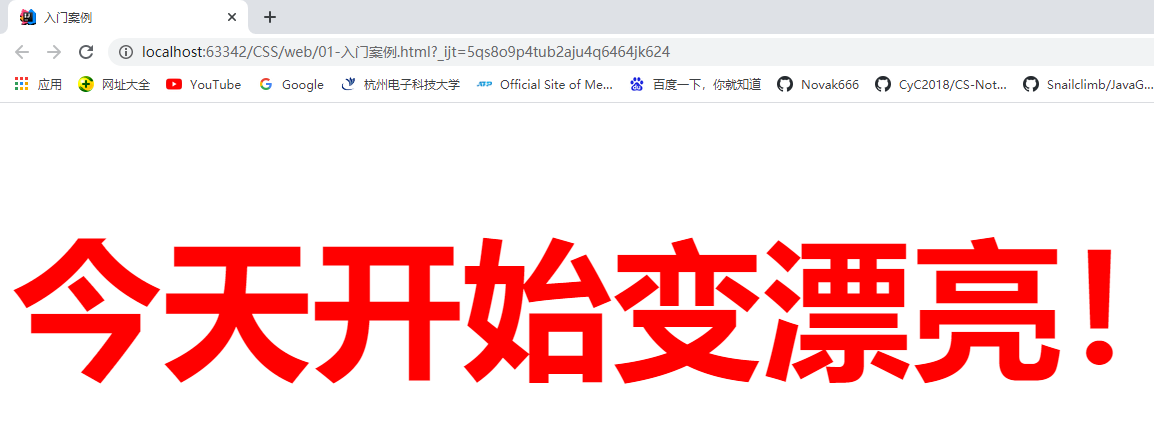 入门案例
localhost:63342/CSS/web/01-入门案例.html?_ijt=5qs8o9p4tub2aju4q6464jk624
应用 网址大全 YouTube Google 杭州电子科技大学 ATP Official Site of Me... 百度一下，你就知道 Novak666 CyC2018/CS-Not... Snailclimb/JavaG...
今天开始变漂亮！